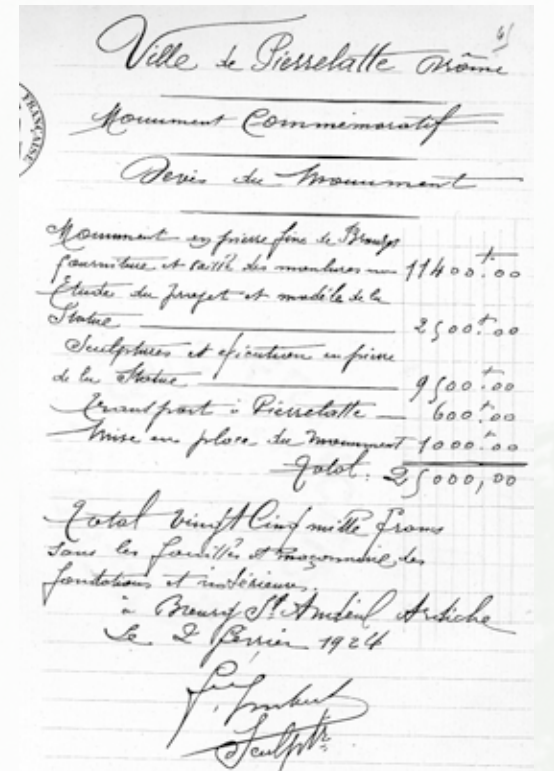 6
FRANÇAISE
Ville de Pierrelatte Drôme
Monument Commémoratif
Devis du Monument
Monument en pierre fine de
fourniture et taille des moulures 11400.00
Etude du projet et modèle de la
Statue 2500.00
Sculptures et exécution en pierre
de la Statue 9500.00
Transport à Pierrelatte 600.00
Mise en place du Monument 1000.00
Total : 25000,00
Total vingt Cinq mille francs
sans les fouilles et maçonnerie des
fondations et intérieures
à Bourg St Andéol Ardèche
Le 2 février 1924
Imbert
Sculptr